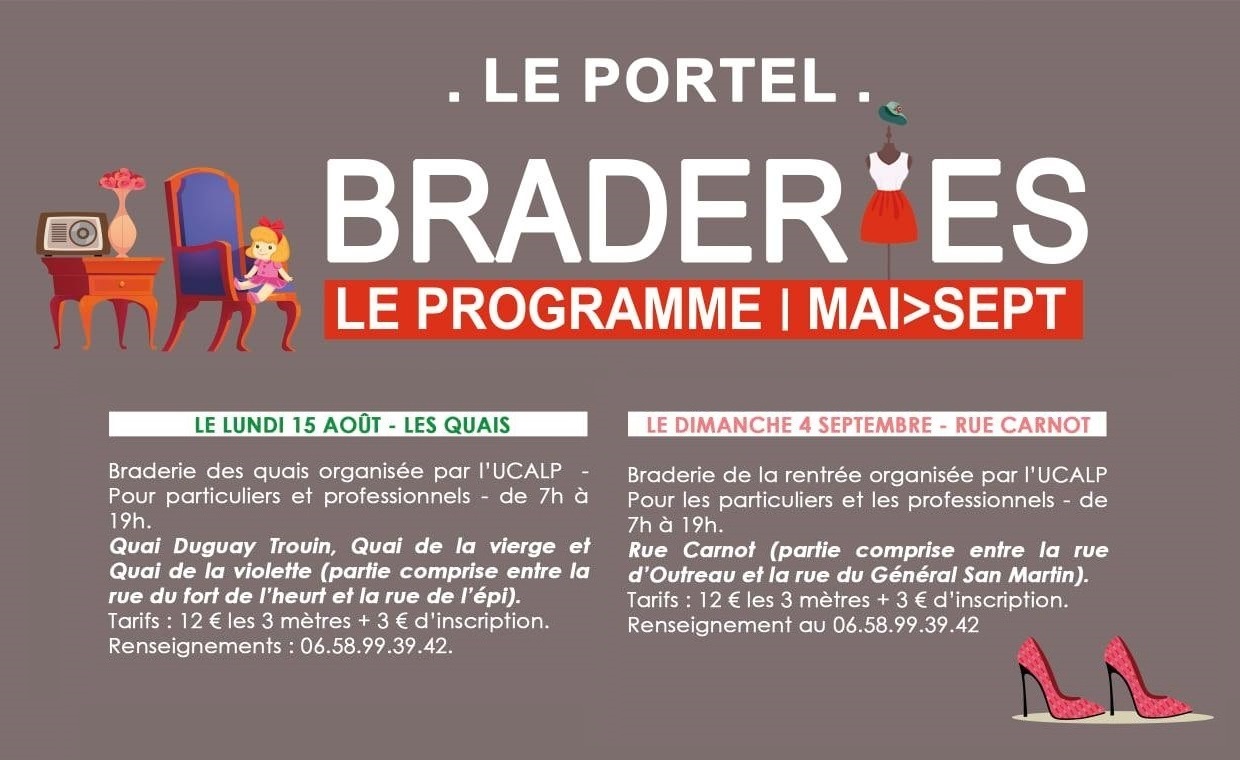 . LE PORTEL .
BRADER ES
LE PROGRAMME | MAI>SEPT
LE LUNDI 15 AOÛT - LES QUAIS
Braderie des quais organisée par l'UCALP -
Pour particuliers et professionnels - de 7h à
19h.
Quai Duguay Trouin, Quai de la vierge et
Quai de la violette (partie comprise entre la
rue du fort de l'heurt et la rue de l'épi).
Tarifs : 12 € les 3 mètres + 3 € d'inscription.
Renseignements : 06.58.99.39.42.
LE DIMANCHE 4 SEPTEMBRE - RUE CARNOT
Braderie de la rentrée organisée par l'UCALP
Pour les particuliers et les professionnels - de
7h à 19h.
Rue Carnot (partie comprise entre la rue
d'Outreau et la rue du Général San Martin).
Tarifs : 12 € les 3 mètres + 3 € d'inscription.
Renseignement au 06.58.99.39.42